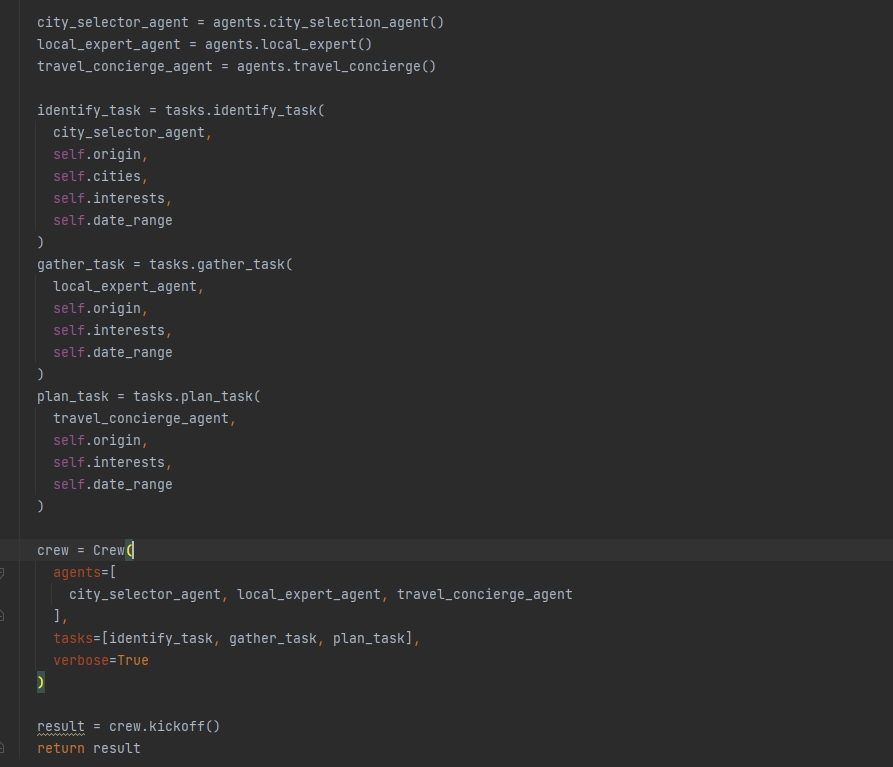 city_selector_agent = agents.city_selection_agent()
local_expert_agent = agents.local_expert()
travel_concierge_agent = agents.travel_concierge()

identify_task = tasks.identify_task(
  city_selector_agent,
  self.origin,
  self.cities,
  self.interests,
  self.date_range
)
gather_task = tasks.gather_task(
  local_expert_agent,
  self.origin,
  self.interests,
  self.date_range
)
plan_task = tasks.plan_task(
  travel_concierge_agent,
  self.origin,
  self.interests,
  self.date_range
)

crew = Crew(
  agents=[
    city_selector_agent, local_expert_agent, travel_concierge_agent
  ],
  tasks=[identify_task, gather_task, plan_task],
  verbose=True
)

result = crew.kickoff()
return result